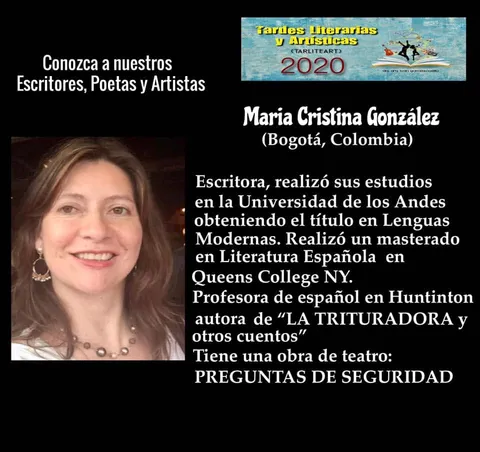 Conozca a nuestros
Escritores, Poetas y Artistas
Tardes Literarias
y Artísticas
(TARLITEART)
2020
María Cristina González
(Bogotá, Colombia)
Escritora, realizó sus estudios
en la Universidad de los Andes
obteniendo el título en Lenguas
Modernas. Realizó un masterado
en Literatura Española en
Queens College NY.
Profesora de español en Huntinton
autora de “LA TRITURADORA y
otros cuentos”
Tiene una obra de teatro:
PREGUNTAS DE SEGURIDAD